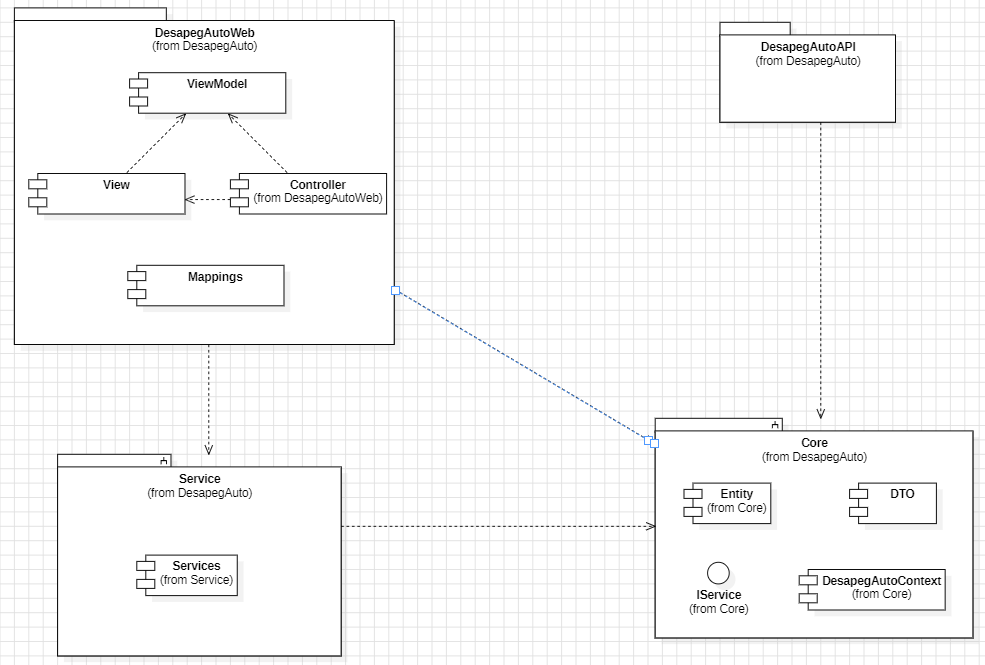 DesapegAutoWeb
(from DesapegAuto)
ViewModel
View
Controller
(from DesapegAutoWeb)
Mappings
DesapegAutoAPI
(from DesapegAuto)
Service
(from DesapegAuto)
Services
(from Service)
Core
(from DesapegAuto)
Entity
(from Core)
DTO
IService
(from Core)
DesapegAutoContext
(from Core)